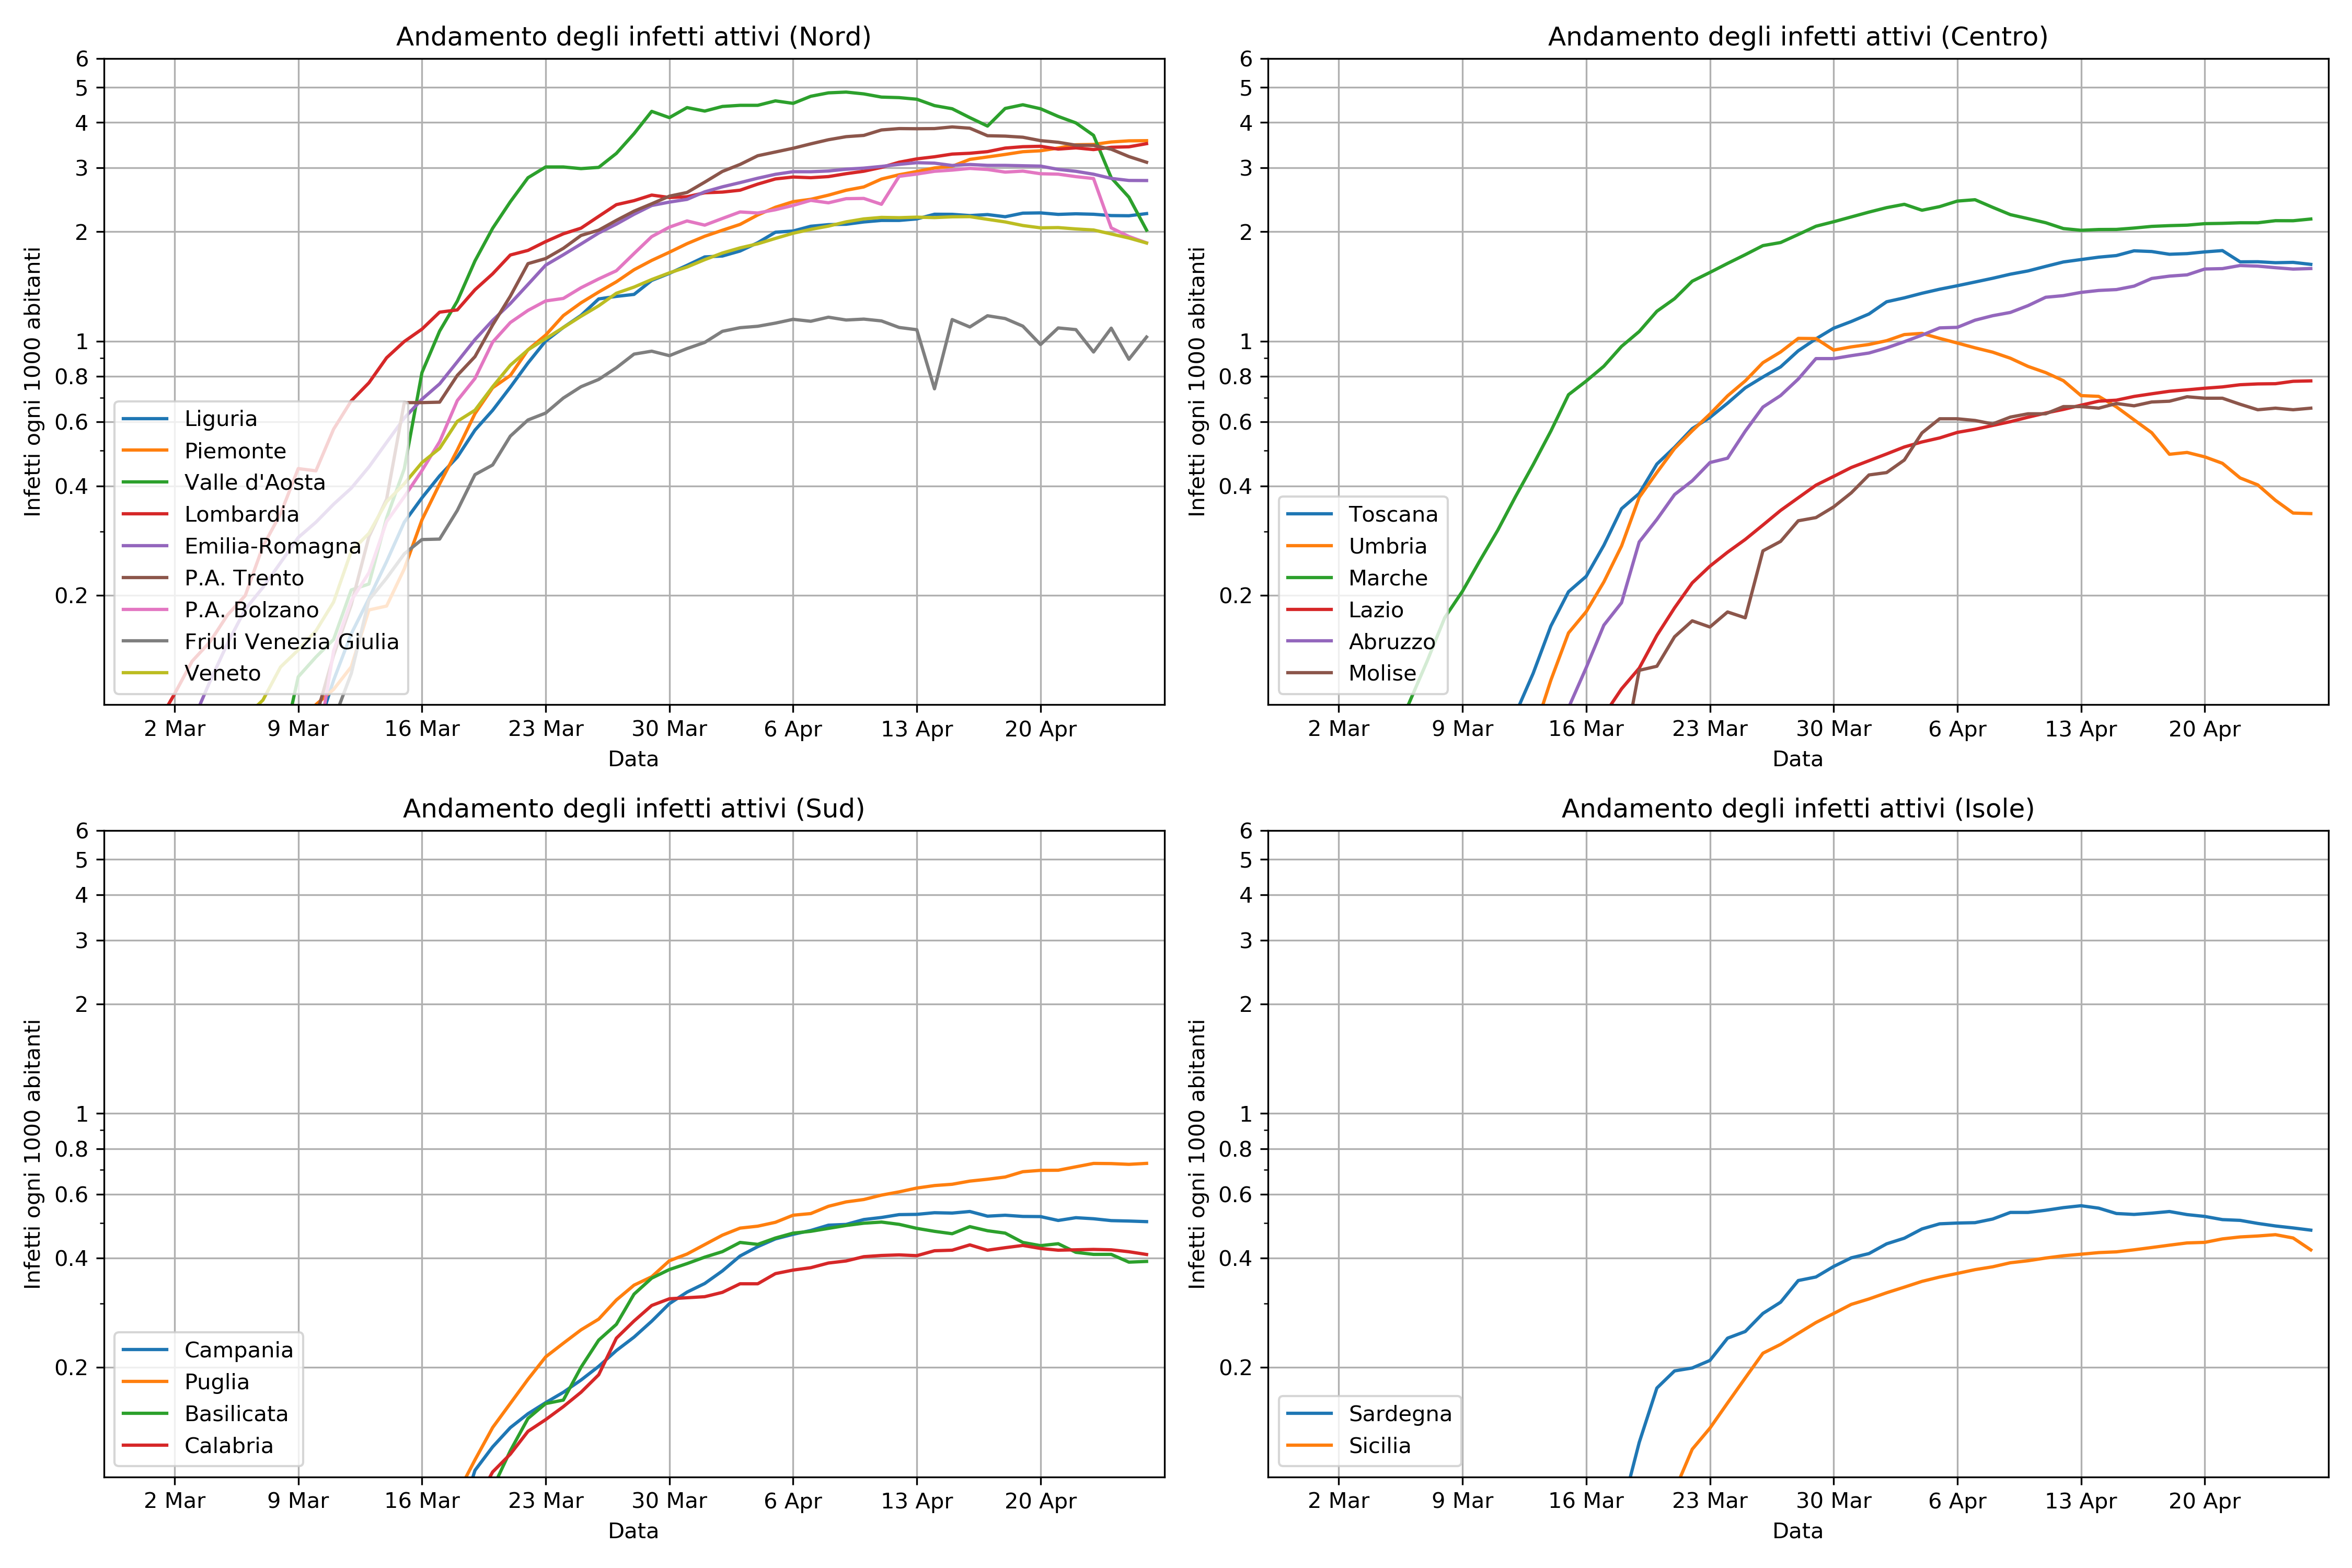 Andamento degli infetti attivi (Nord)
Infetti ogni 1000 abitanti
6
5
4
3
2
1
0.8
0.6
0.4
0.2
Liguria
Piemonte
Valle d'Aosta
Lombardia
Emilia-Romagna
P.A. Trento
P.A. Bolzano
Friuli Venezia Giulia
Veneto
2 Mar 9 Mar 16 Mar 23 Mar 30 Mar 6 Apr 13 Apr 20 Apr
Data
Andamento degli infetti attivi (Centro)
Infetti ogni 1000 abitanti
6
5
4
3
2
1
0.8
0.6
0.4
0.2
Toscana
Umbria
Marche
Lazio
Abruzzo
Molise
2 Mar 9 Mar 16 Mar 23 Mar 30 Mar 6 Apr 13 Apr 20 Apr
Data
Andamento degli infetti attivi (Sud)
Infetti ogni 1000 abitanti
6
5
4
3
2
1
0.8
0.6
0.4
0.2
Campania
Puglia
Basilicata
Calabria
2 Mar 9 Mar 16 Mar 23 Mar 30 Mar 6 Apr 13 Apr 20 Apr
Data
Andamento degli infetti attivi (Isole)
Infetti ogni 1000 abitanti
6
5
4
3
2
1
0.8
0.6
0.4
0.2
Sardegna
Sicilia
2 Mar 9 Mar 16 Mar 23 Mar 30 Mar 6 Apr 13 Apr 20 Apr
Data